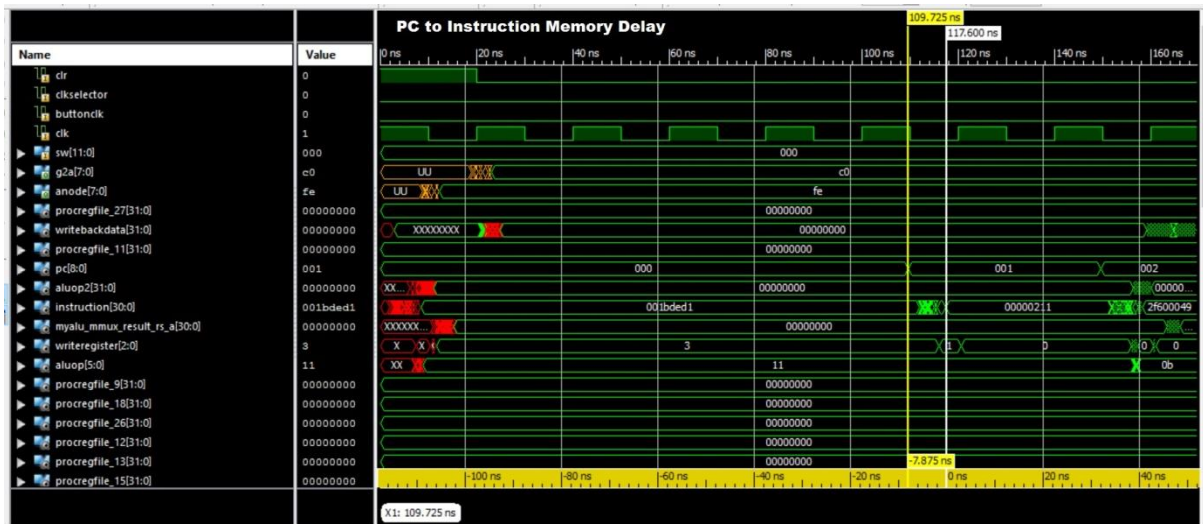 PC to Instruction Memory Delay
109.725 ns
117.600 ns
Name Value
0 ns 20 ns 40 ns 60 ns 80 ns 100 ns 120 ns 140 ns 160 ns
clr 0
clkselector 0
buttonclk 0
clk 1
sw[11:0] 000 000
g2a[7:0] c0 UU c0
anode[7:0] fe UU fe
procregfile_27[31:0] 00000000 00000000
writebackdata[31:0] 00000000 XXXXXXXX 00000000
procregfile_11[31:0] 00000000 00000000
pc[8:0] 001 000 001 002
aluop2[31:0] 00000000 XX... 00000000 00000...
instruction[30:0] 001bded1 001bded1 00000211 2f600049
myalu_mmux_result_rs_a[30:0] 00000000 XXXXXX... 00000000 ...
writeregister[2:0] 3 X X 3 1 0 0 0
aluop[5:0] 11 XX 11 0b
procregfile_9[31:0] 00000000 00000000
procregfile_18[31:0] 00000000 00000000
procregfile_26[31:0] 00000000 00000000
procregfile_12[31:0] 00000000 00000000
procregfile_13[31:0] 00000000 00000000 -7.875 ns
procregfile_15[31:0] 00000000
-100 ns -80 ns -60 ns -40 ns -20 ns 0 ns 20 ns 40 ns
X1: 109.725 ns